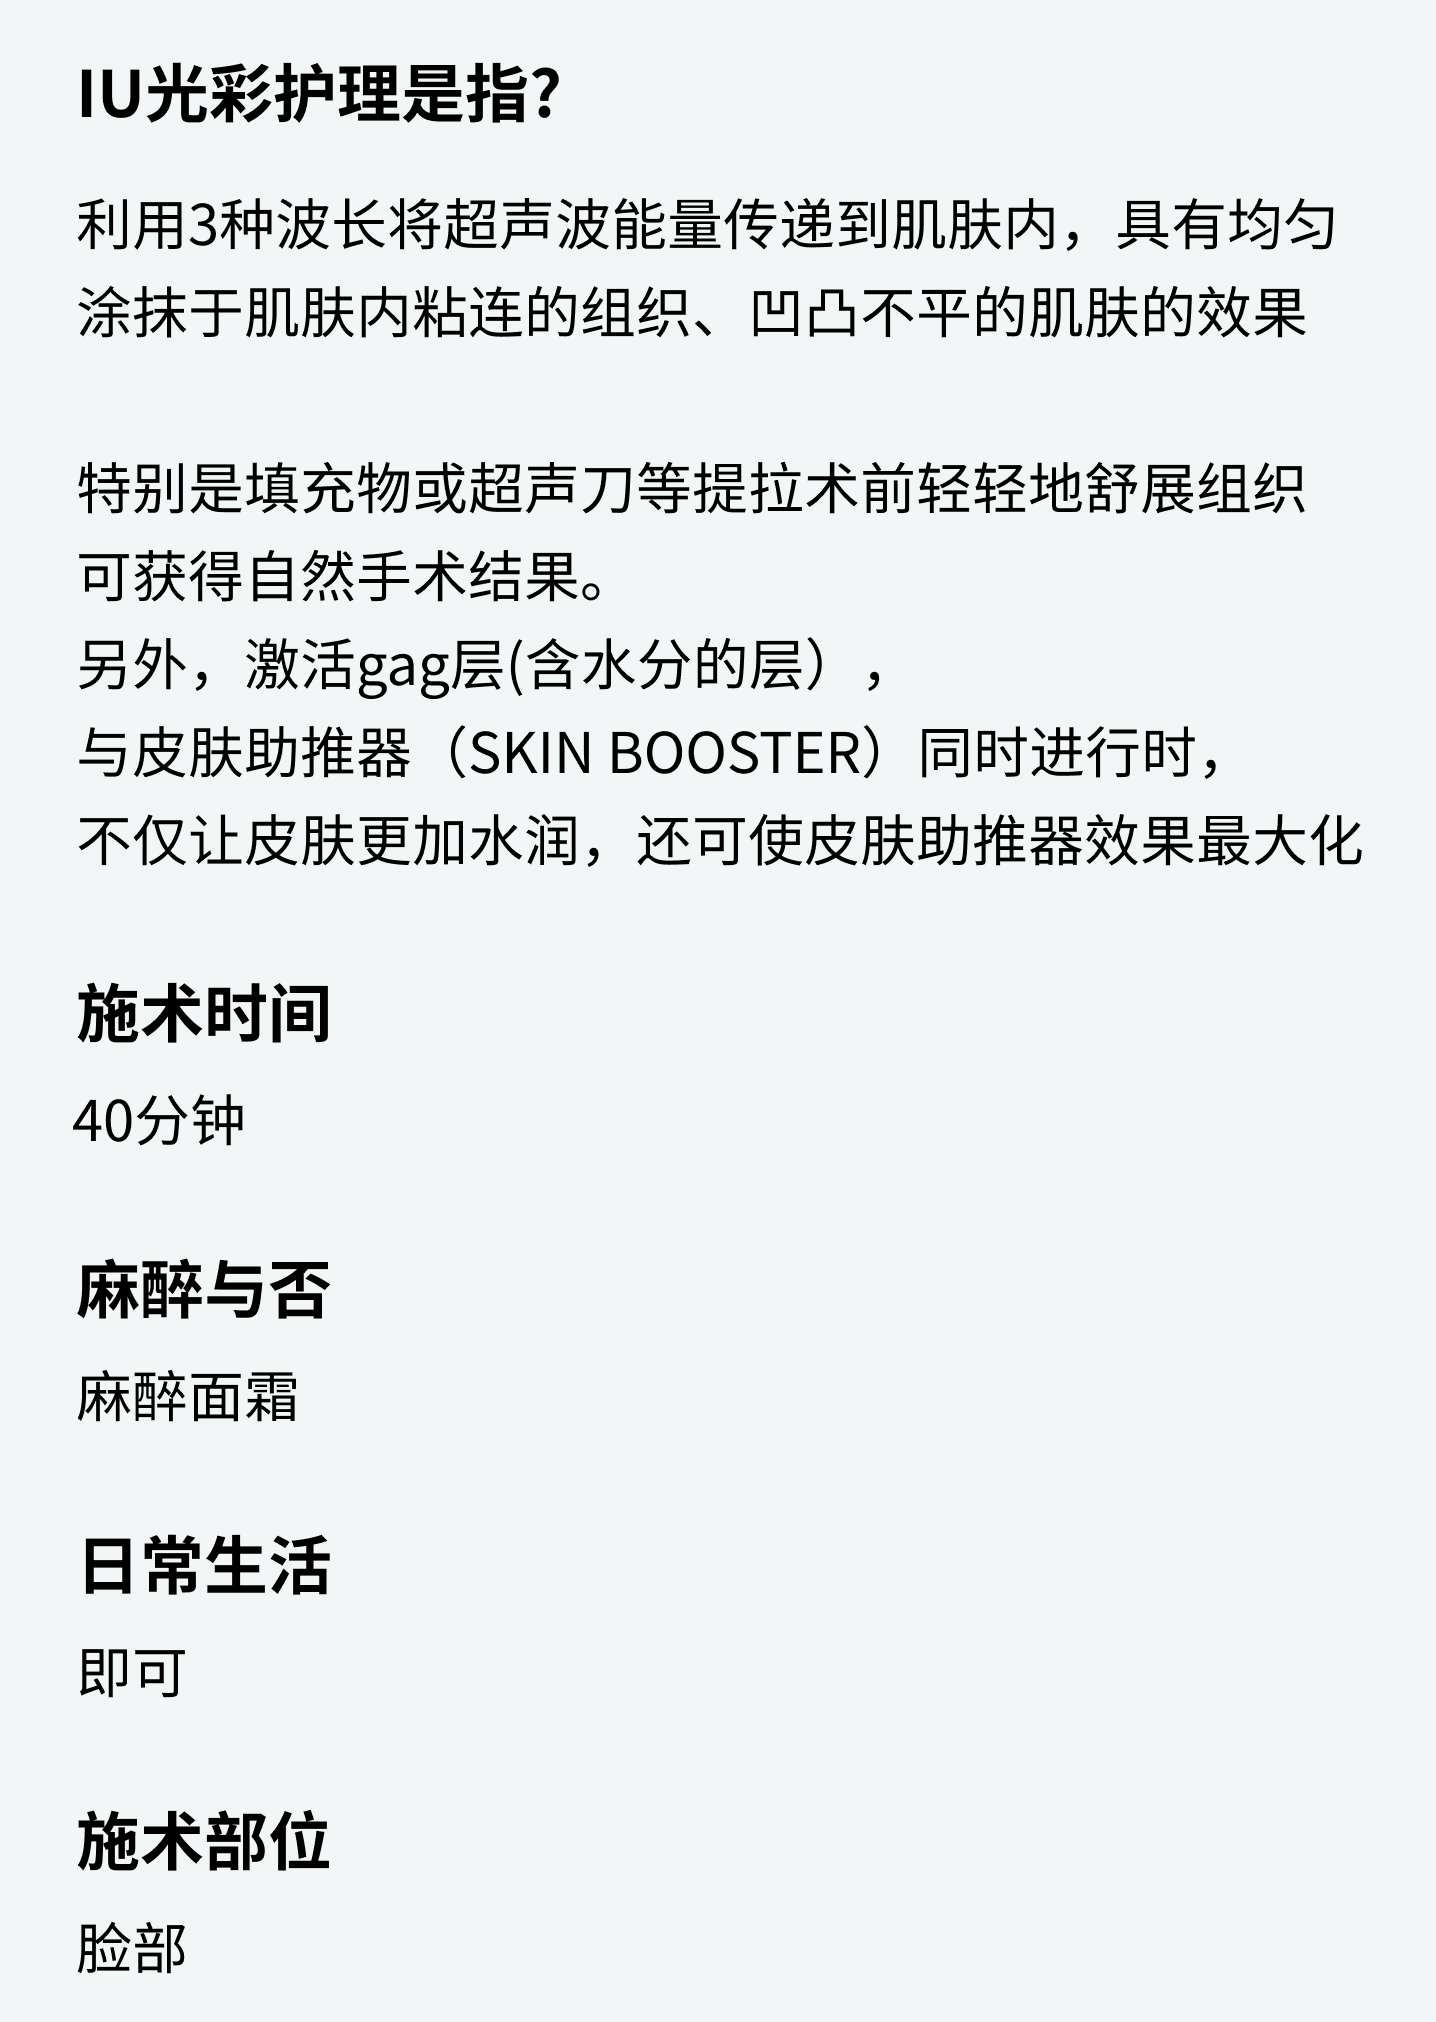 IU光彩护理是指？
利用3种波长将超声波能量传递到肌肤内，具有均匀
涂抹于肌肤内粘连的组织、凹凸不平的肌肤的效果
特别是填充物或超声刀等提拉术前轻轻地舒展组织
可获得自然手术结果。
另外，激活gag层(含水分的层），
与皮肤助推器（SKIN BOOSTER）同时进行时，
不仅让皮肤更加水润，还可使皮肤助推器效果最大化
施术时间
40分钟
麻醉与否
麻醉面霜
日常生活
即可
施术部位
脸部